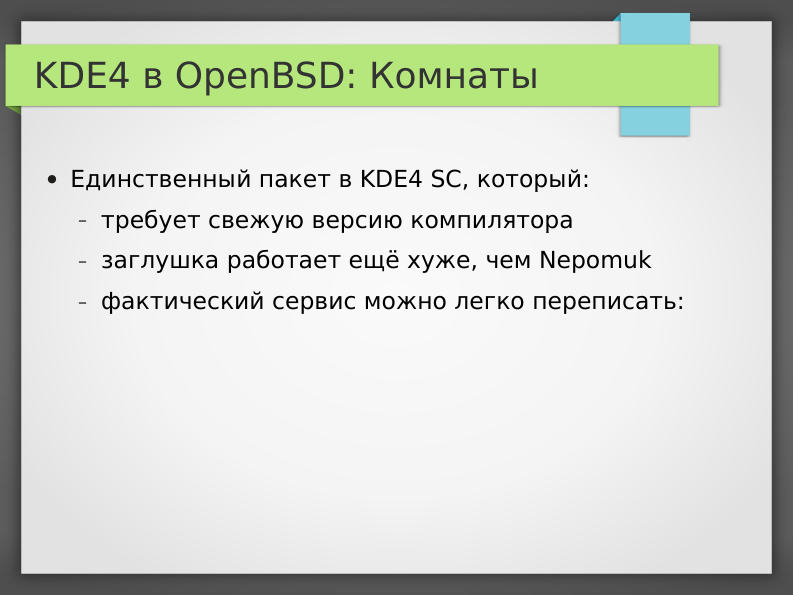 KDE4 в OpenBSD: Комнаты
● Единственный пакет в KDE4 SC, который:
– требует свежую версию компилятора
– заглушка работает ещё хуже, чем Nepomuk
– фактический сервис можно легко переписать: